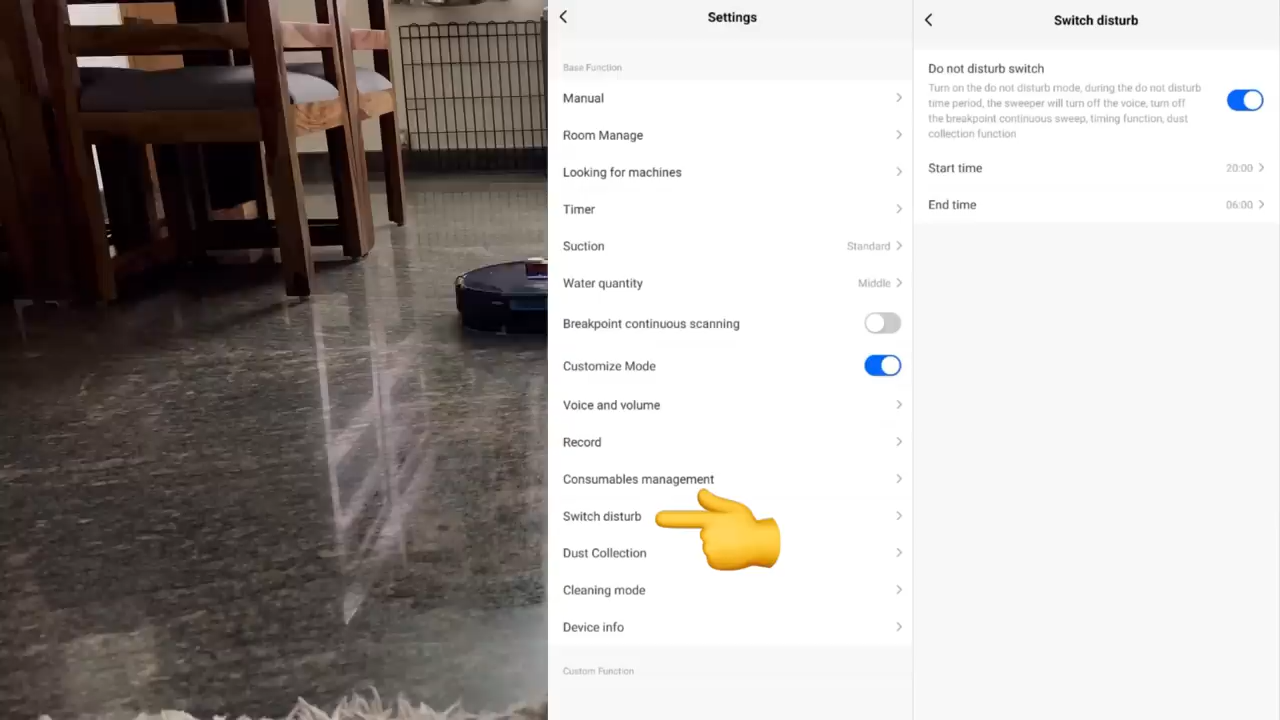 Settings
Base Function
Manual
Room Manage
Looking for machines
Timer
Suction Standard
Water quantity Middle
Breakpoint continuous scanning
Customize Mode
Voice and volume
Record
Consumables management
Switch disturb
Dust Collection
Cleaning mode
Device info
Custom Function
Switch disturb
Do not disturb switch
Turn on the do not disturb mode, during the do not disturb
time period, the sweeper will turn off the voice, turn off
the breakpoint continuous sweep, timing function, dust
collection function
Start time 20:00
End time 06:00